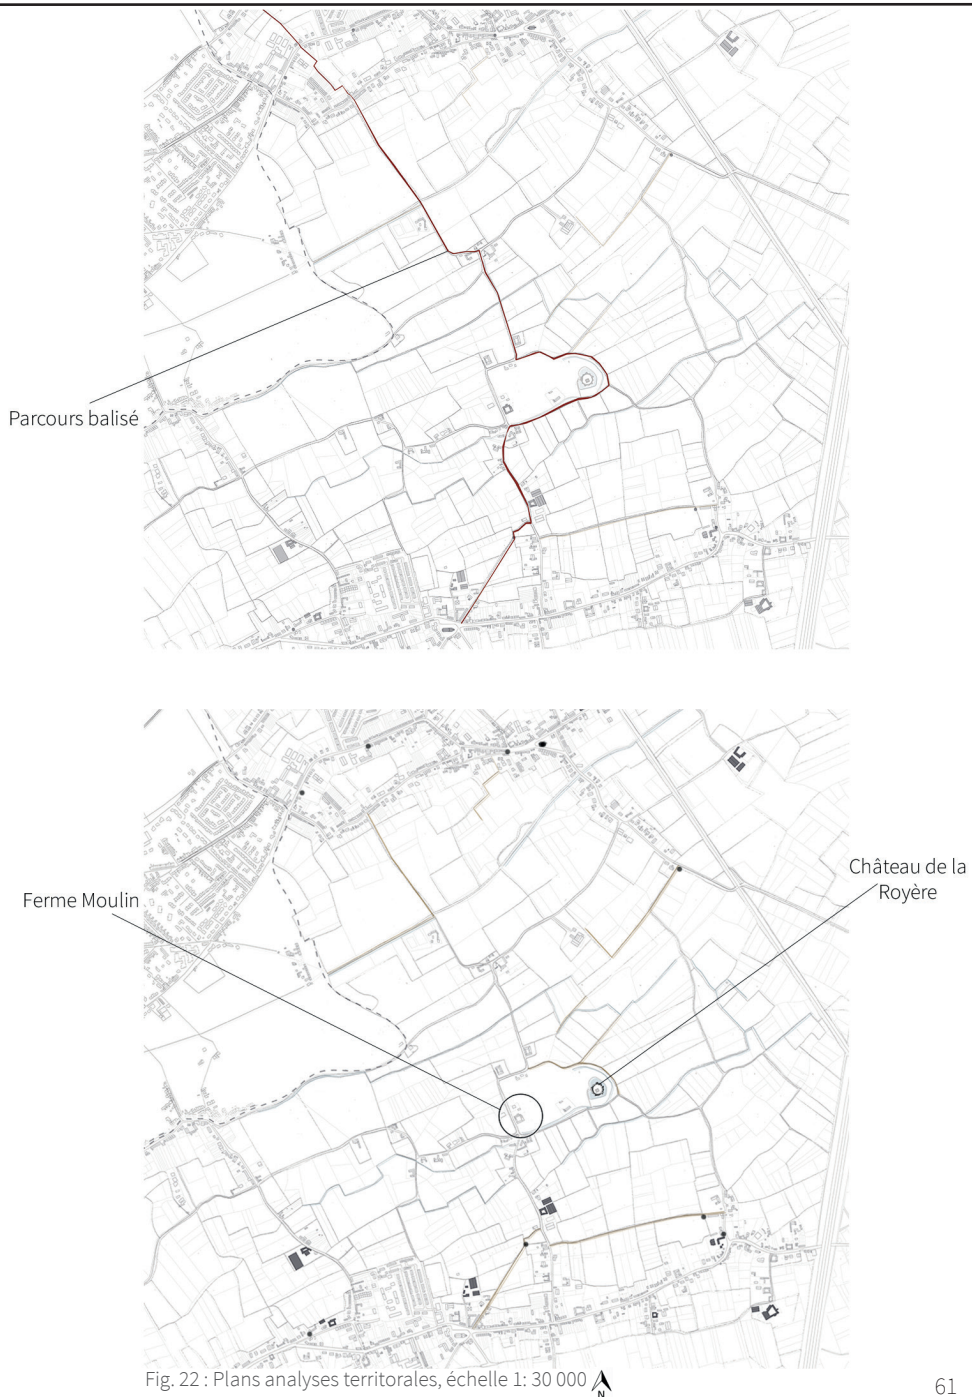 Parcours balisé
Ferme Moulin
Château de la
Royère
Fig. 22 : Plans analyses territorales, échelle 1: 30 000
N
61